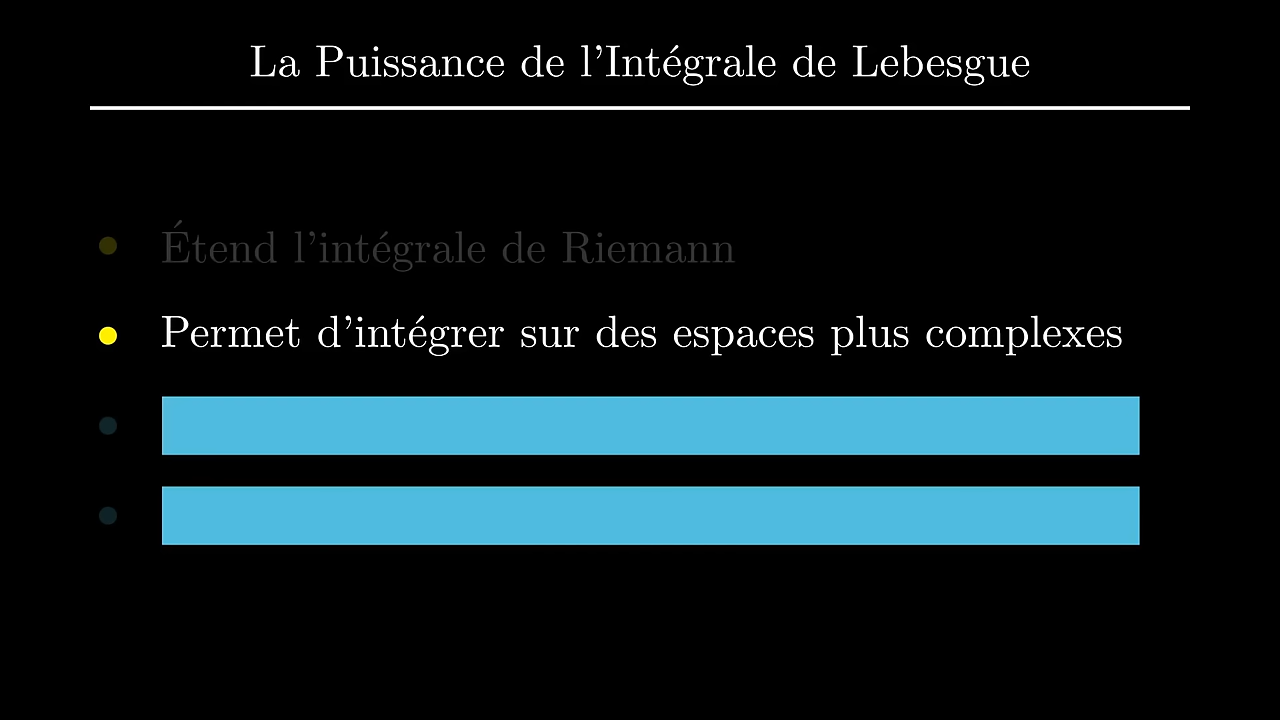 La Puissance de l'Intégrale de Lebesgue
Étend l'intégrale de Riemann
Permet d'intégrer sur des espaces plus complexes